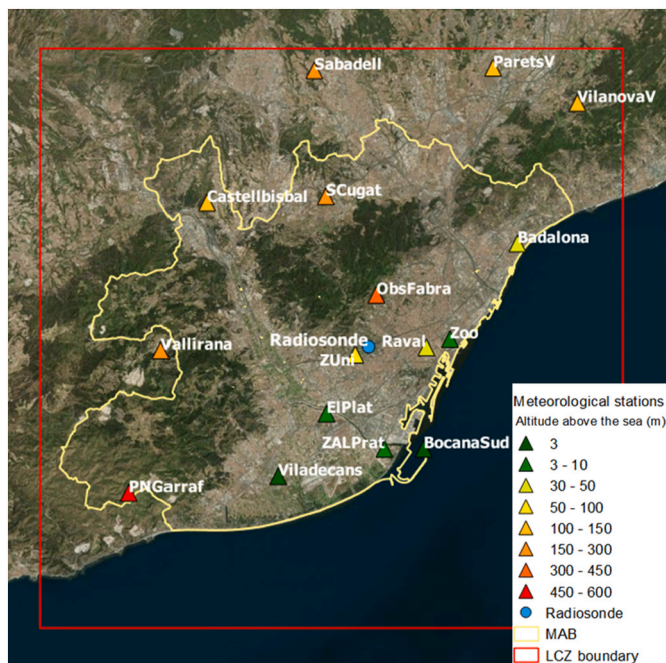 Sabadell
ParetsV
VilanovaV
Castellbisbal
SCugat
Badalona
ObsFabra
Radiosonde
Raval
Zoo
ZUni
Vallirana
ElPlat
ZALPrat
BocanaSud
Viladecans
PNGarraf
Meteorological stations
Altitude above the sea (m)
3
3 - 10
30 - 50
50 - 100
100 - 150
150 - 300
300 - 450
450 - 600
Radiosonde
MAB
LCZ boundary